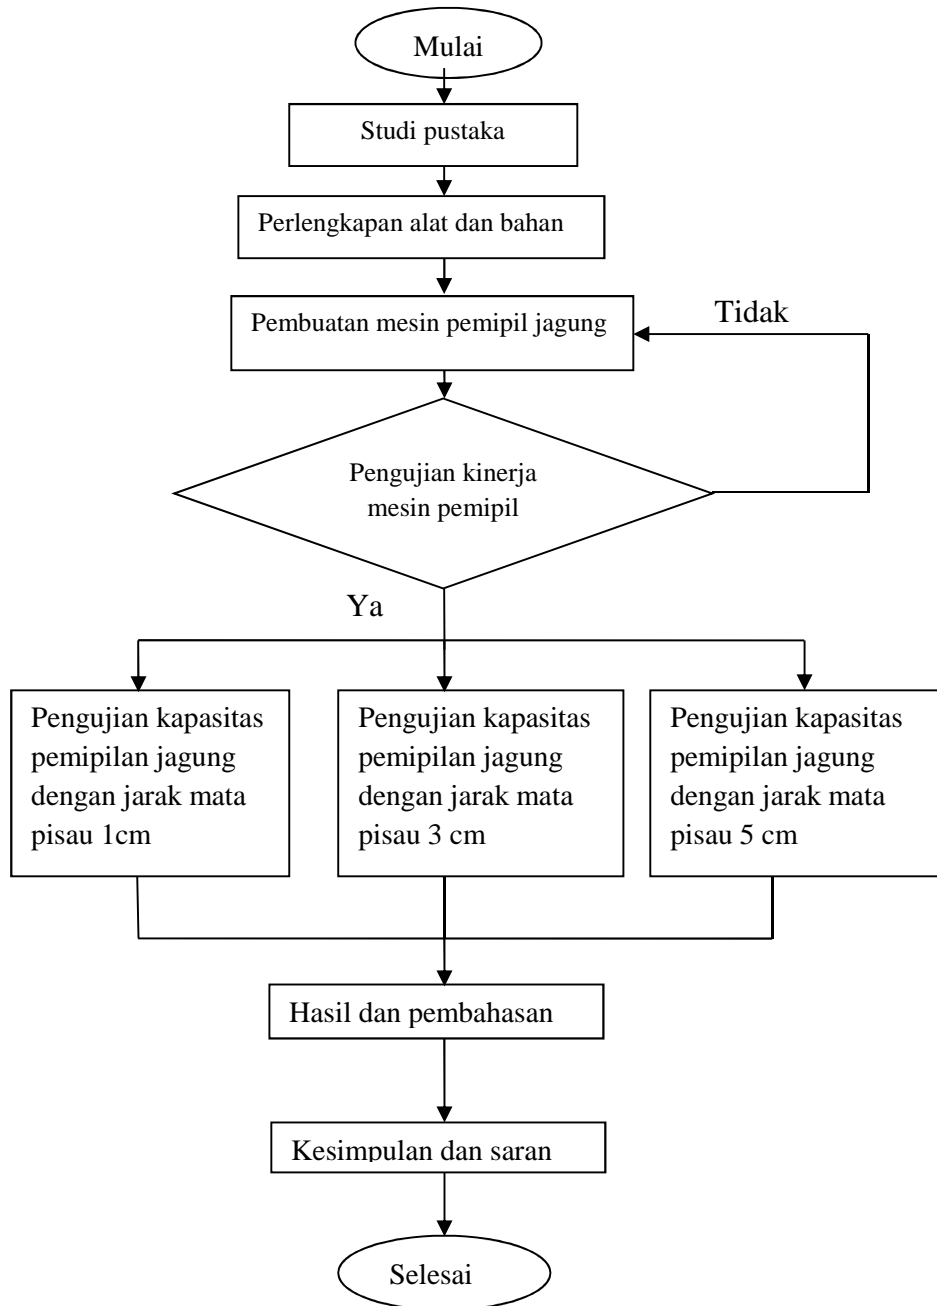 Mulai
Studi pustaka
Perlengkapan alat dan bahan
Pembuatan mesin pemipil jagung
Tidak
Pengujian kinerja
mesin pemipil
Ya
Pengujian kapasitas
pemipilan jagung
dengan jarak mata
pisau 1cm
Pengujian kapasitas
pemipilan jagung
dengan jarak mata
pisau 3 cm
Pengujian kapasitas
pemipilan jagung
dengan jarak mata
pisau 5 cm
Hasil dan pembahasan
Kesimpulan dan saran
Selesai